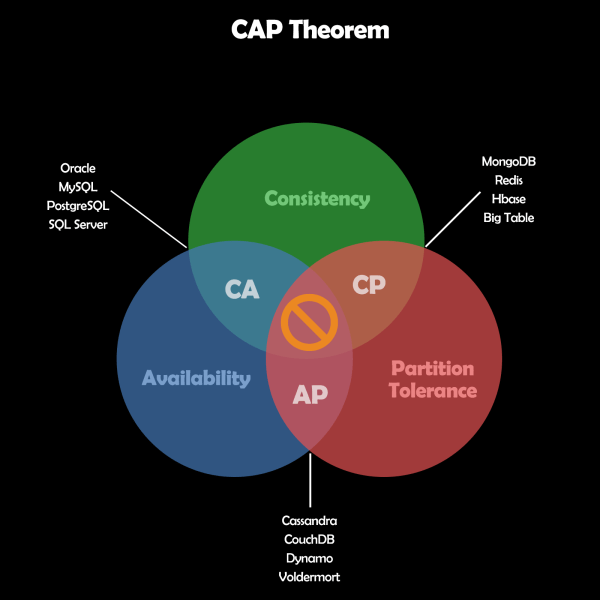 CAP Theorem
Oracle
MySQL
PostgreSQL
SQL Server
MongoDB
Redis
Hbase
Big Table
Consistency
CA
CP
Availability
Partition
Tolerance
AP
Cassandra
CouchDB
Dynamo
Voldermort